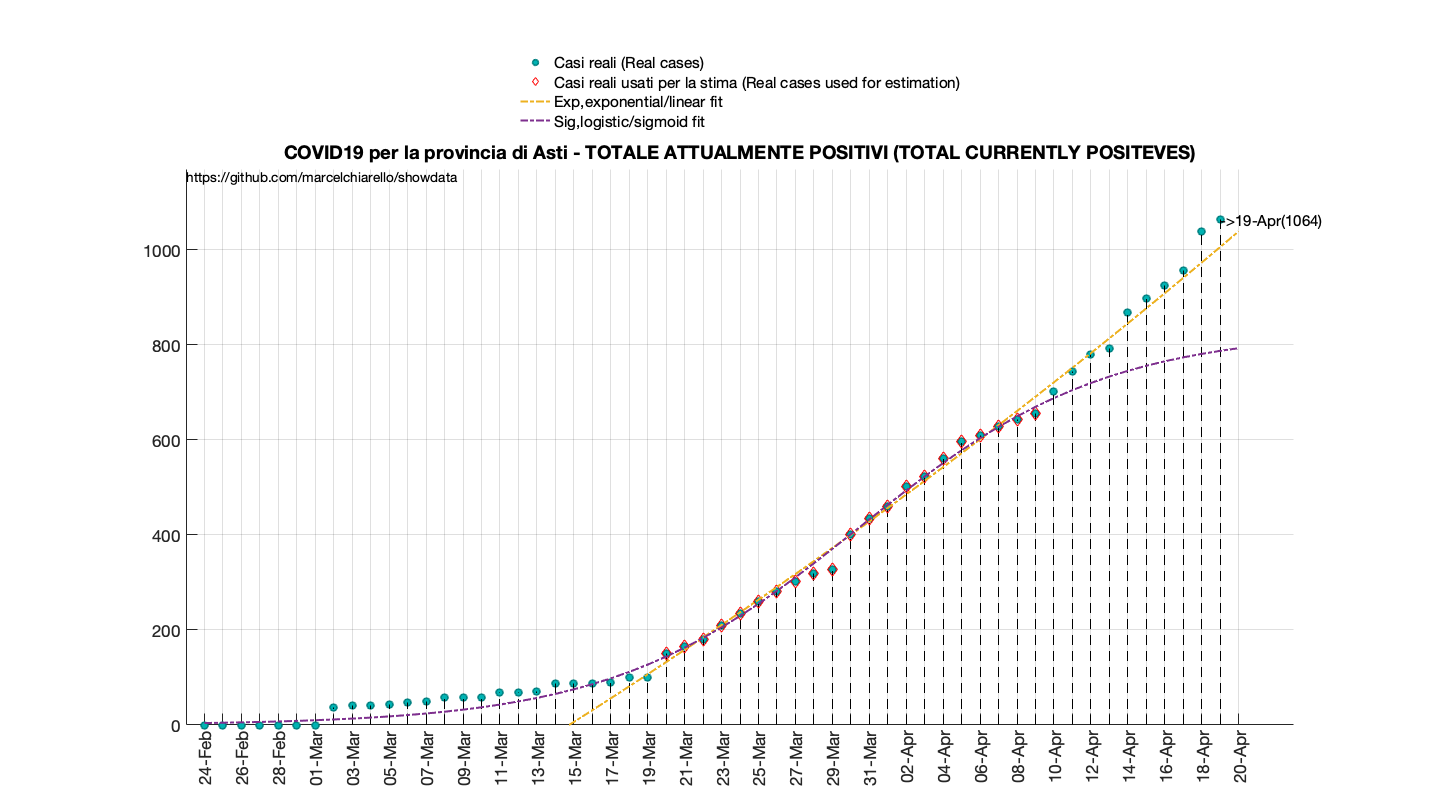 Casi reali (Real cases)
Casi reali usati per la stima (Real cases used for estimation)
Exp,exponential/linear fit
Sig,logistic/sigmoid fit
COVID19 per la provincia di Asti - TOTALE ATTUALMENTE POSITIVI (TOTAL CURRENTLY POSITEVES)
https://github.com/marcelchiarello/showdata
>19-Apr(1064)
1000
800
600
400
200
0
24-Feb
26-Feb
28-Feb
01-Mar
03-Mar
05-Mar
07-Mar
09-Mar
11-Mar
13-Mar
15-Mar
17-Mar
19-Mar
21-Mar
23-Mar
25-Mar
27-Mar
29-Mar
31-Mar
02-Apr
04-Apr
06-Apr
08-Apr
10-Apr
12-Apr
14-Apr
16-Apr
18-Apr
20-Apr